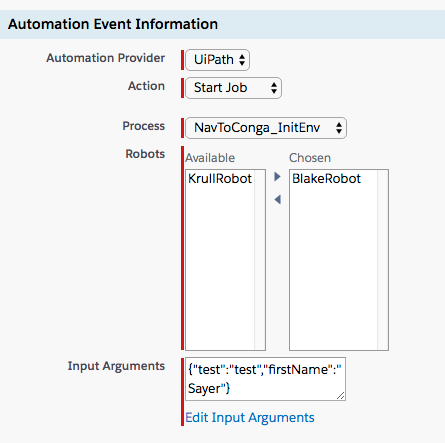 Automation Event Information
Automation Provider UiPath
Action Start Job
Process NavToConga_InitEnv
Robots Available Chosen
KrullRobot BlakeRobot
Input Arguments {"test":"test","firstName":"
Sayer"}
Edit Input Arguments